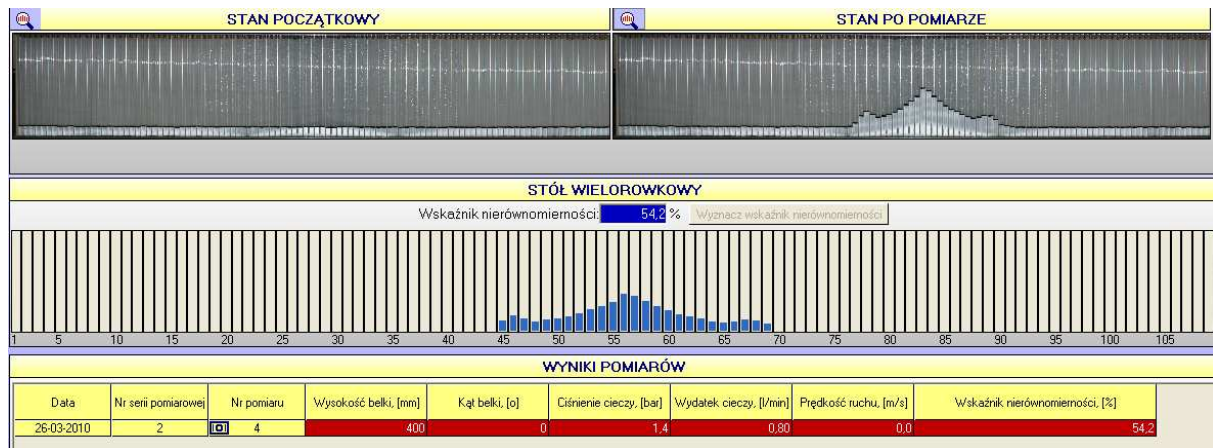 STAN POCZĄTKOWY STAN PO POMIARZE
STÓŁ WIELOROWKOWY
Wskaźnik nierównomierności: 54,2 % Wyznacz wskaźnik nierównomierności
1 5 10 15 20 25 30 35 40 45 50 55 60 65 70 75 80 85 90 95 100 105
WYNIKI POMIARÓW
Data Nr serii pomiarowej Nr pomiaru Wysokość belki, [mm] Kąt belki, [o] Ciśnienie cieczy, [bar] Wydatek cieczy, [l/min] Prędkość ruchu, [m/s] Wskaźnik nierównomierności, [%]
26-03-2010 2 4 400 0 1,4 0,80 0,0 54,2